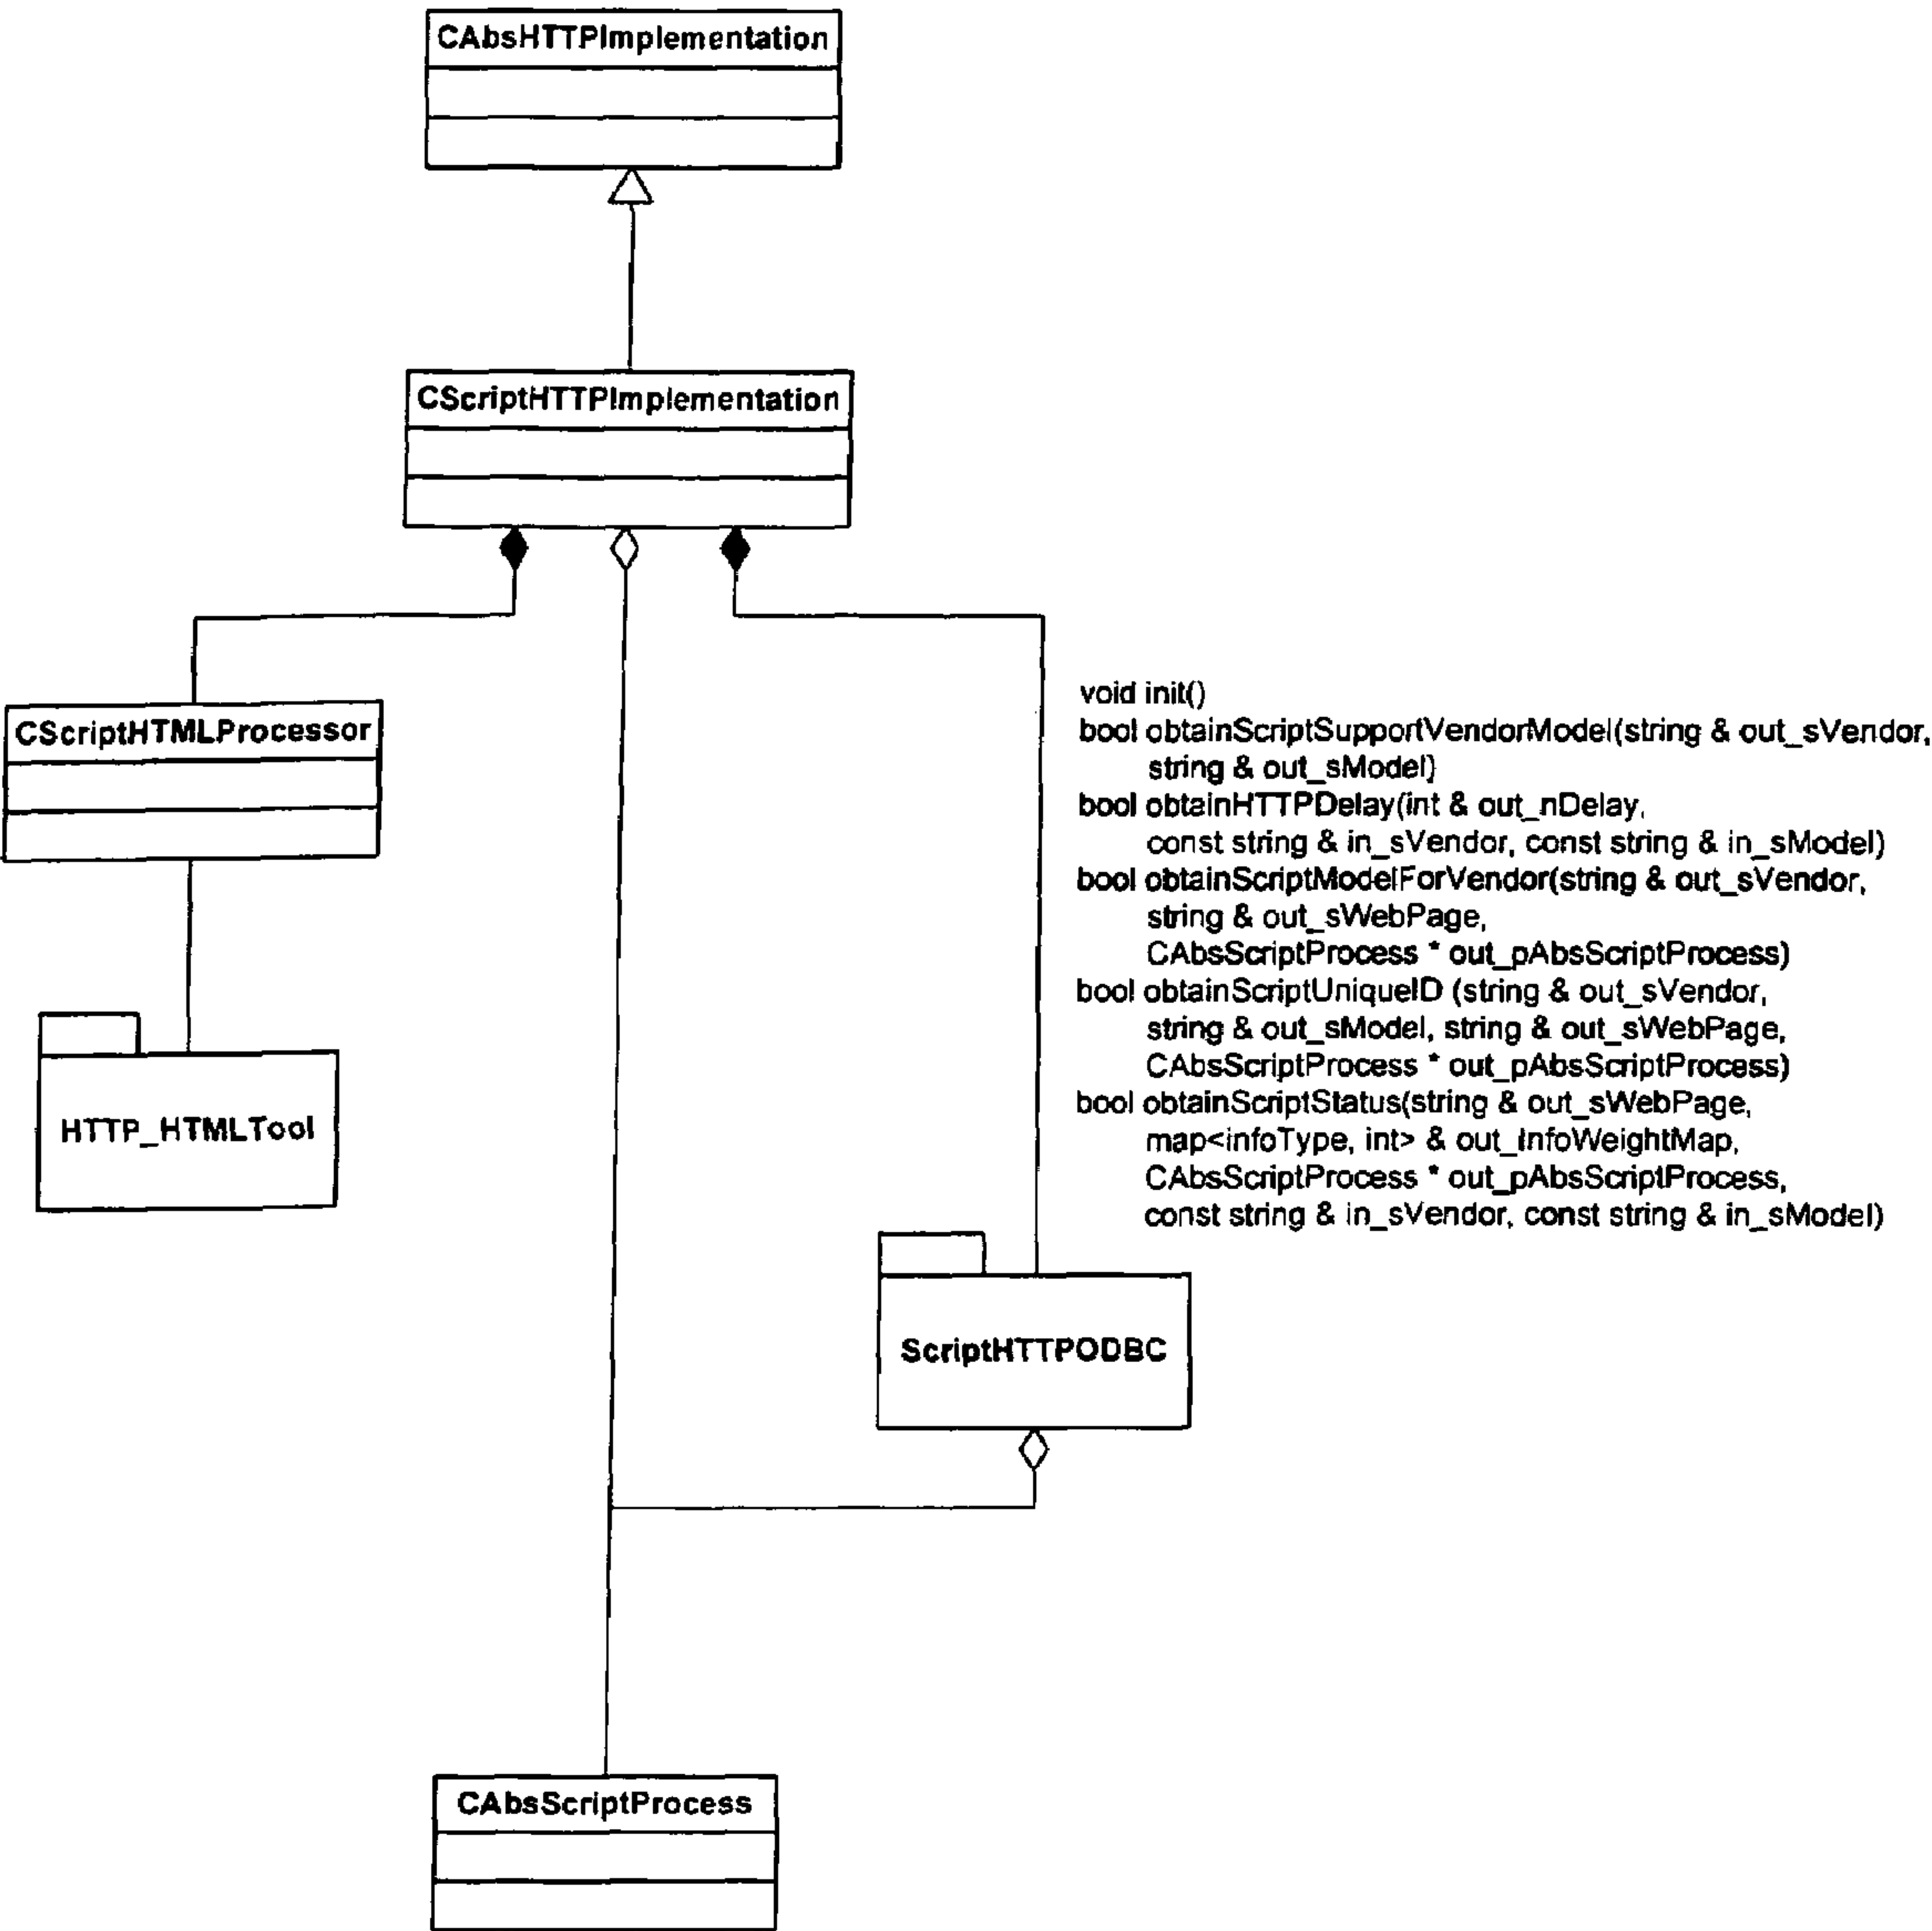 CAbsHTTPImplementation
CScriptHTTPImplementation
CScriptHTMLProcessor
HTTP_HTMLTool
void init()
bool obtainScriptSupportVendorModel(string & out_sVendor,
string & out_sModel)
bool obtainHTTPDelay(int & out_nDelay,
const string & in_sVendor, const string & in_sModel)
bool obtainScriptModelForVendor(string & out_sVendor,
string & out_sWebPage,
CAbsScriptProcess * out_pAbsScriptProcess)
bool obtainScriptUniqueID (string & out_sVendor,
string & out_sModel, string & out_sWebPage,
CAbsScriptProcess * out_pAbsScriptProcess)
bool obtainScriptStatus(string & out_sWebPage,
map<infoType, int> & out_InfoWeightMap,
CAbsScriptProcess * out_pAbsScriptProcess,
const string & in_sVendor, const string & in_sModel)
ScriptHTTPODBC
CAbsScriptProcess